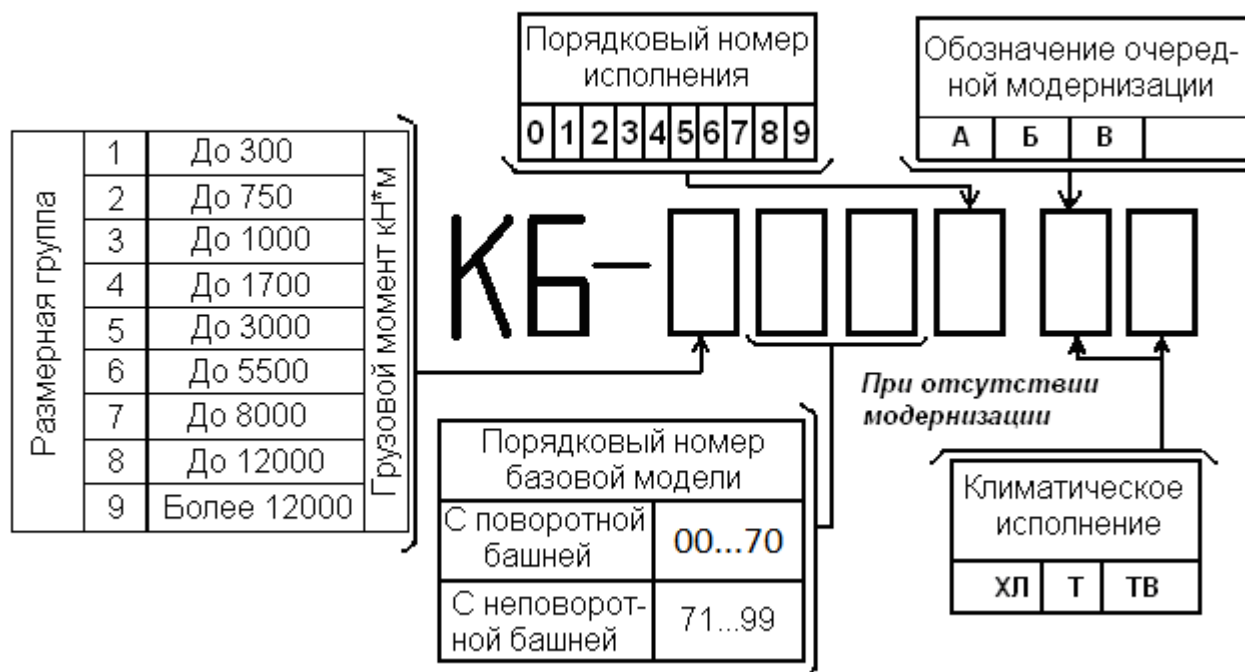 Порядковый номер
исполнения
0 1 2 3 4 5 6 7 8 9
Обозначение очеред-
ной модернизации
А Б В
Размерная группа
1 До 300
2 До 750
3 До 1000
4 До 1700
5 До 3000
6 До 5500
7 До 8000
8 До 12000
9 Более 12000
Грузовой момент кН*м
КБ-
При отсутствии
модернизации
Порядковый номер
базовой модели
С поворотной
башней
00...70
С неповорот-
ной башней
71...99
Климатическое
исполнение
ХЛ Т ТВ